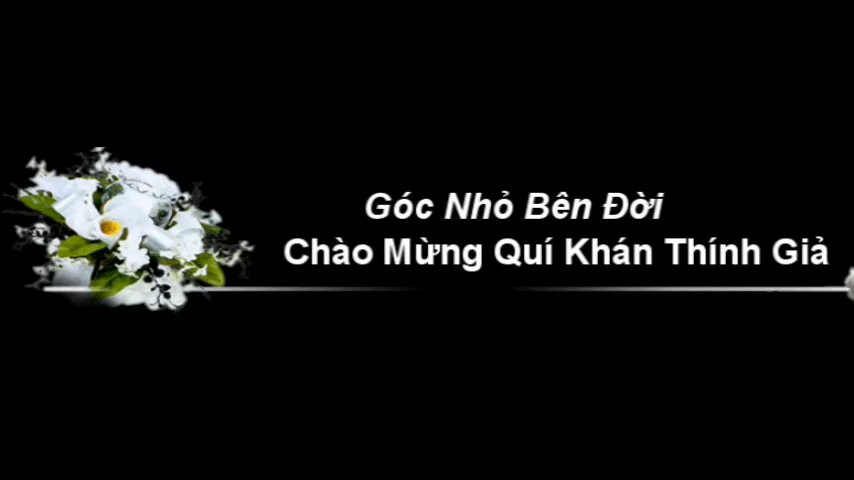 Góc Nhỏ Bên Đời
Chào Mừng Quí Khán Thính Giả